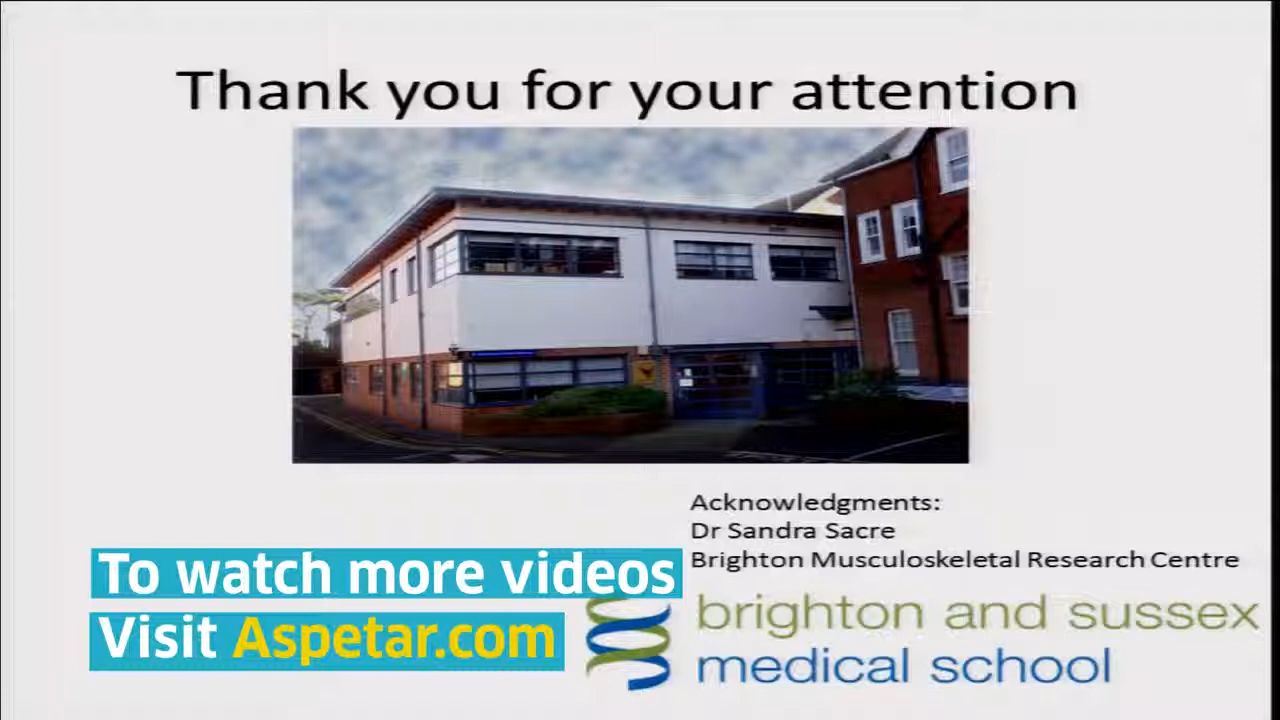 Thank you for your attention
Acknowledgments:
Dr Sandra Sacre
Brighton Musculoskeletal Research Centre
To watch more videos
Visit Aspetar.com
brighton and sussex
medical school